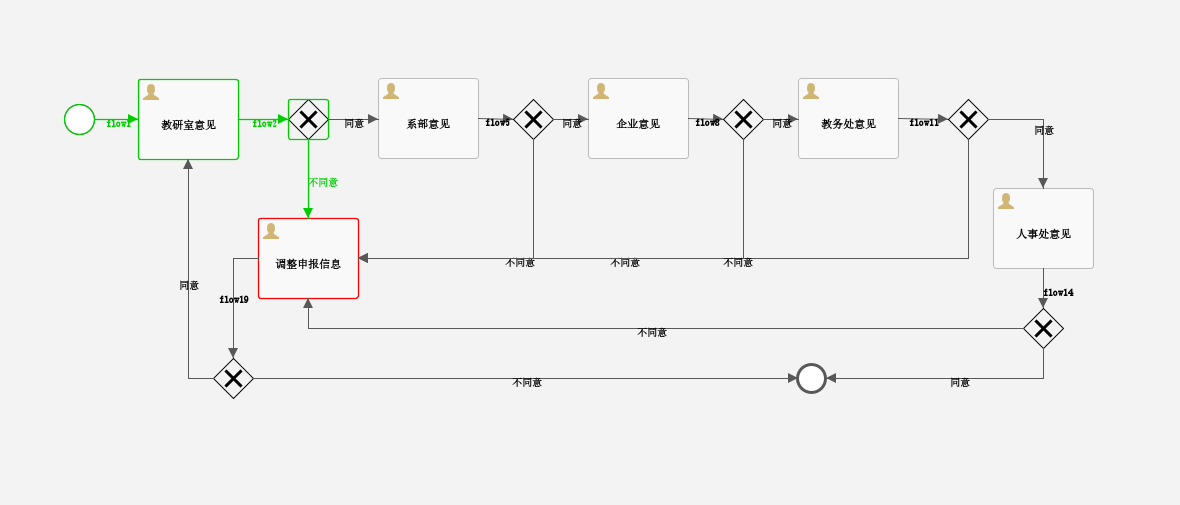 flow1
教研室意见
flow2
同意
系部意见
flow5
同意
企业意见
flow8
同意
教务处意见
flow11
同意
不同意
人事处意见
调整申报信息
不同意
不同意
不同意
同意
flow19
flow14
不同意
不同意
同意